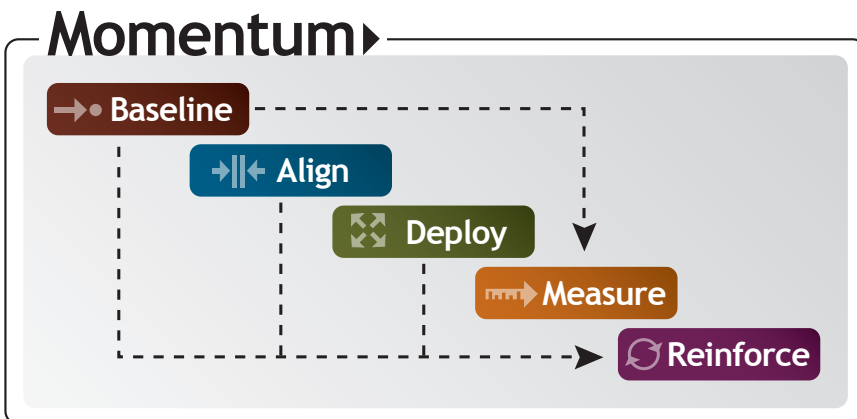 Momentum
Baseline
Align
Deploy
Measure
Reinforce